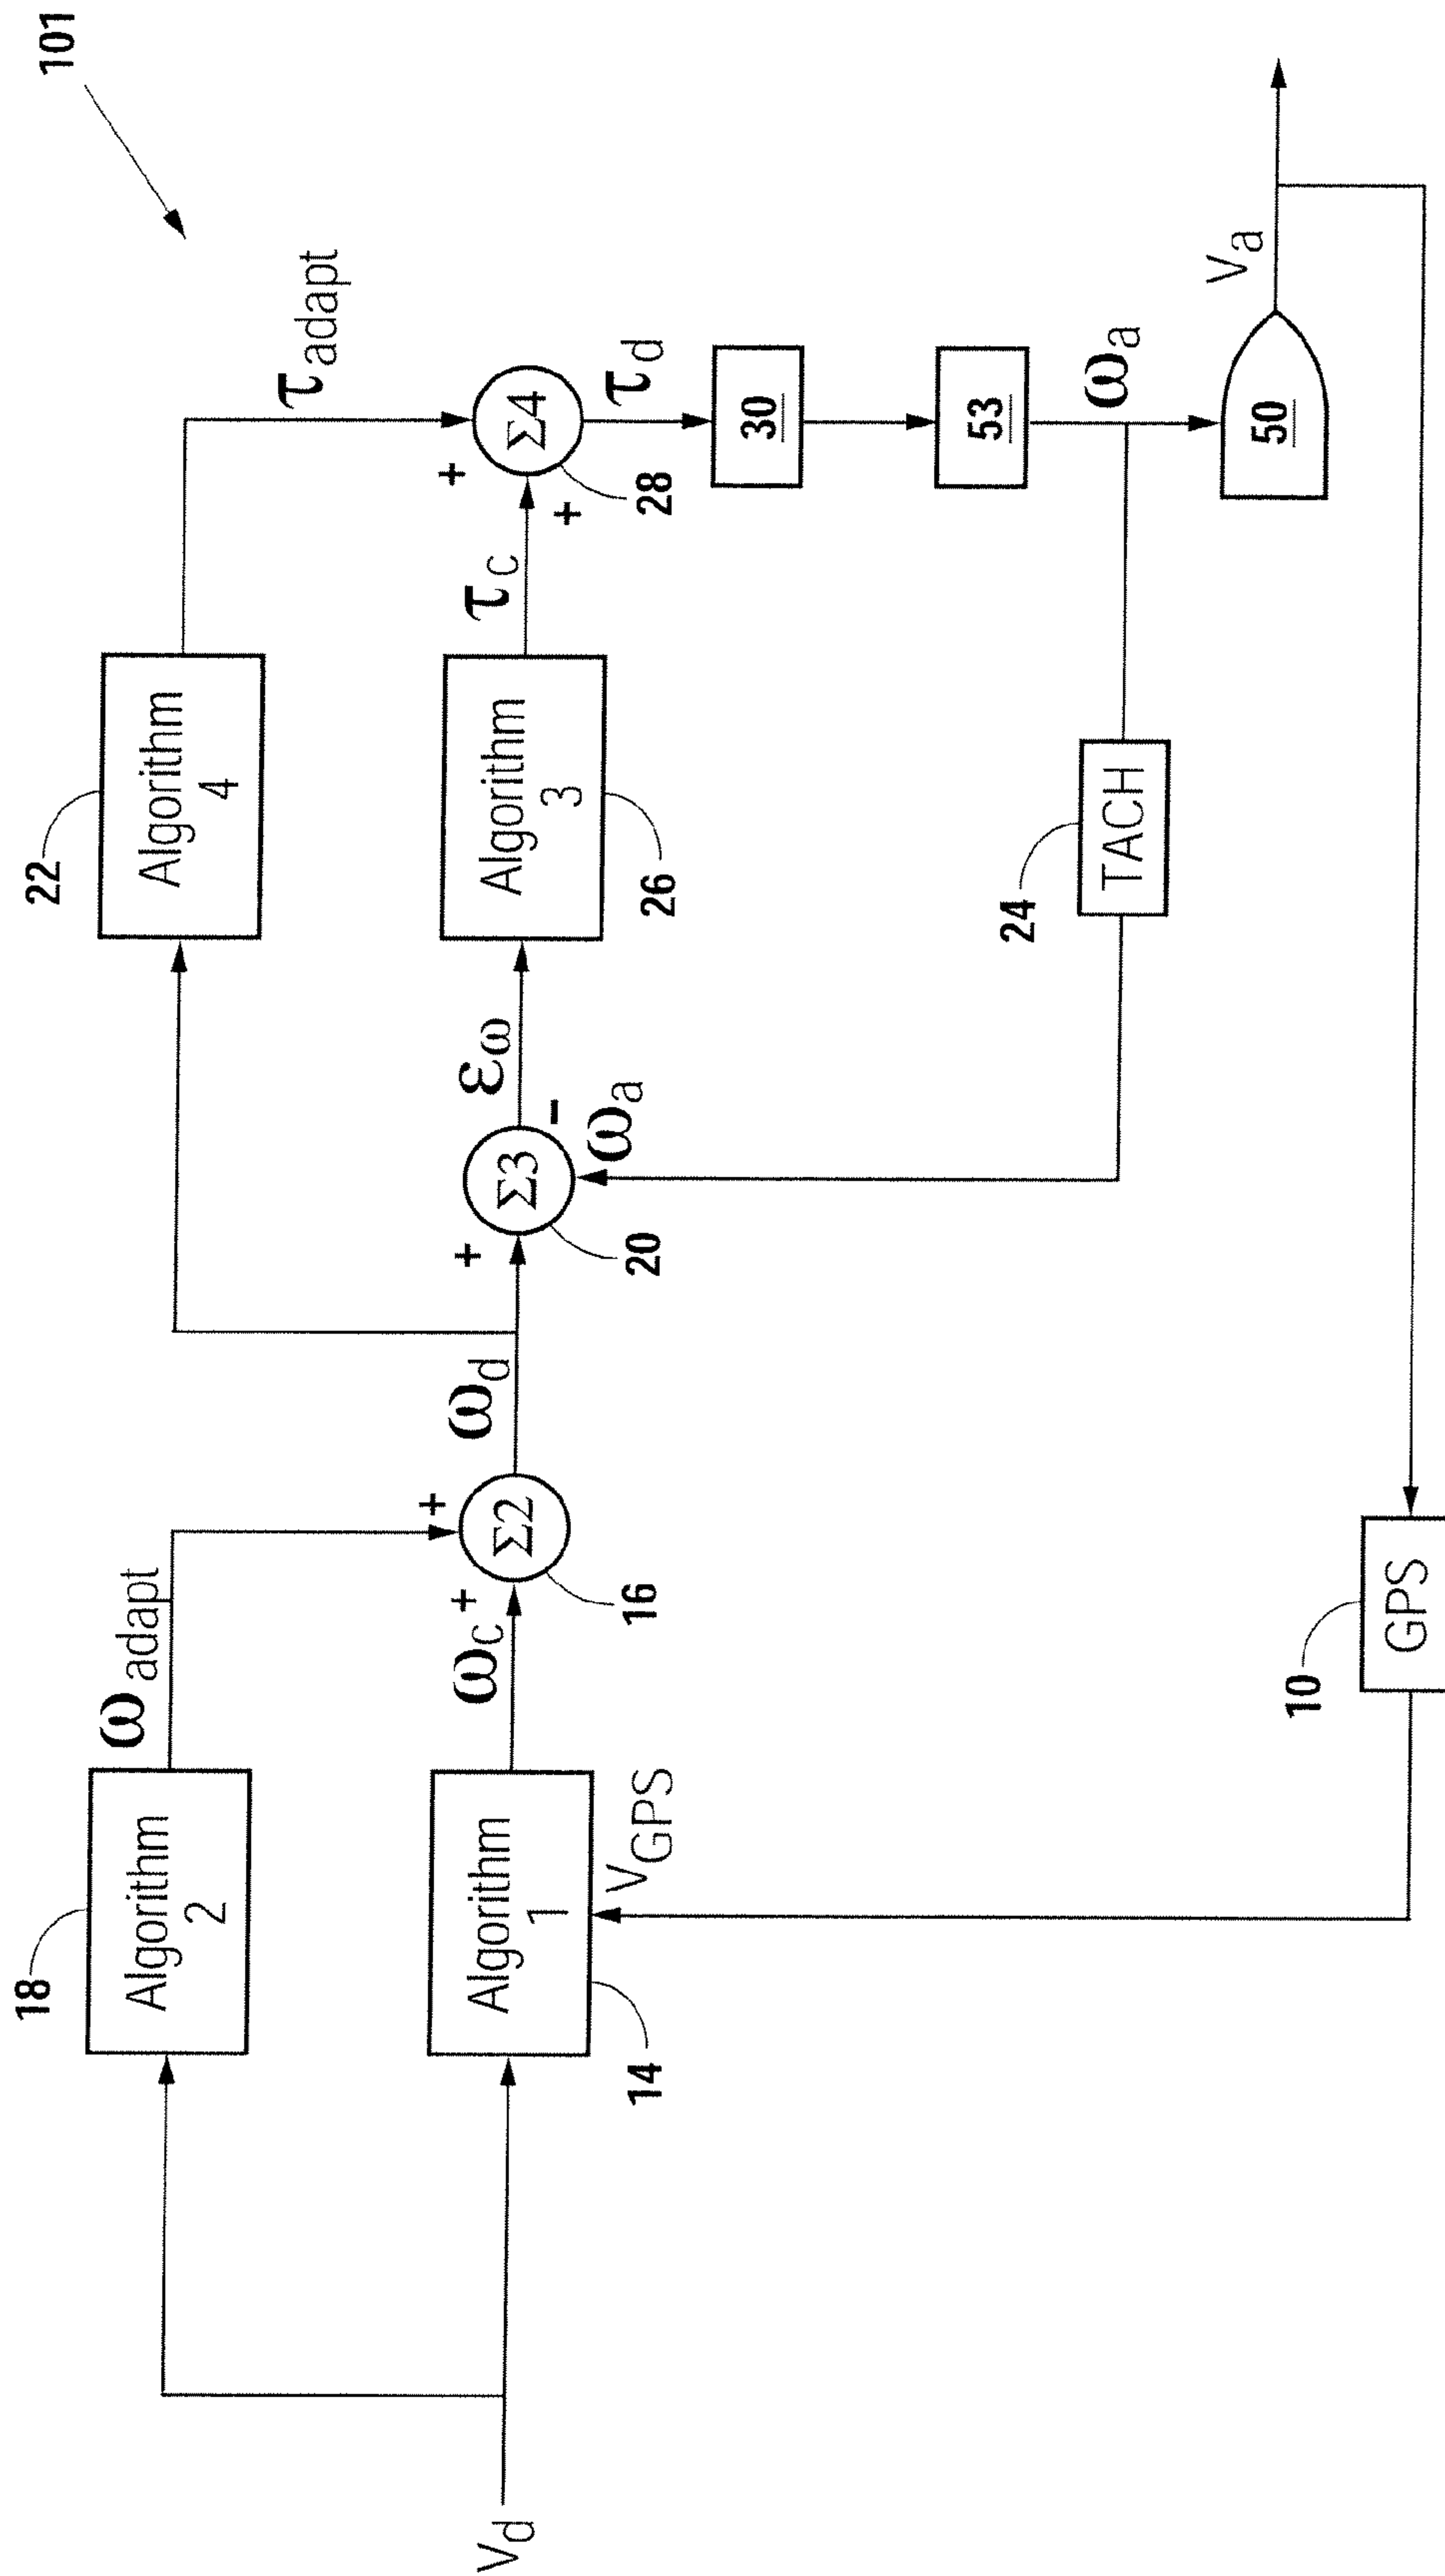 101
τadapt
22
Algorithm
4
ωadapt
18
Algorithm
2
Vd
Algorithm
1
14
VGPS
ωc
+
+
Σ2
16
ωd
+
Σ3
20
-
ωa
εω
Algorithm
3
26
τc
+
+
Σ4
28
τd
30
53
ωa
TACH
24
50
Va
GPS
10